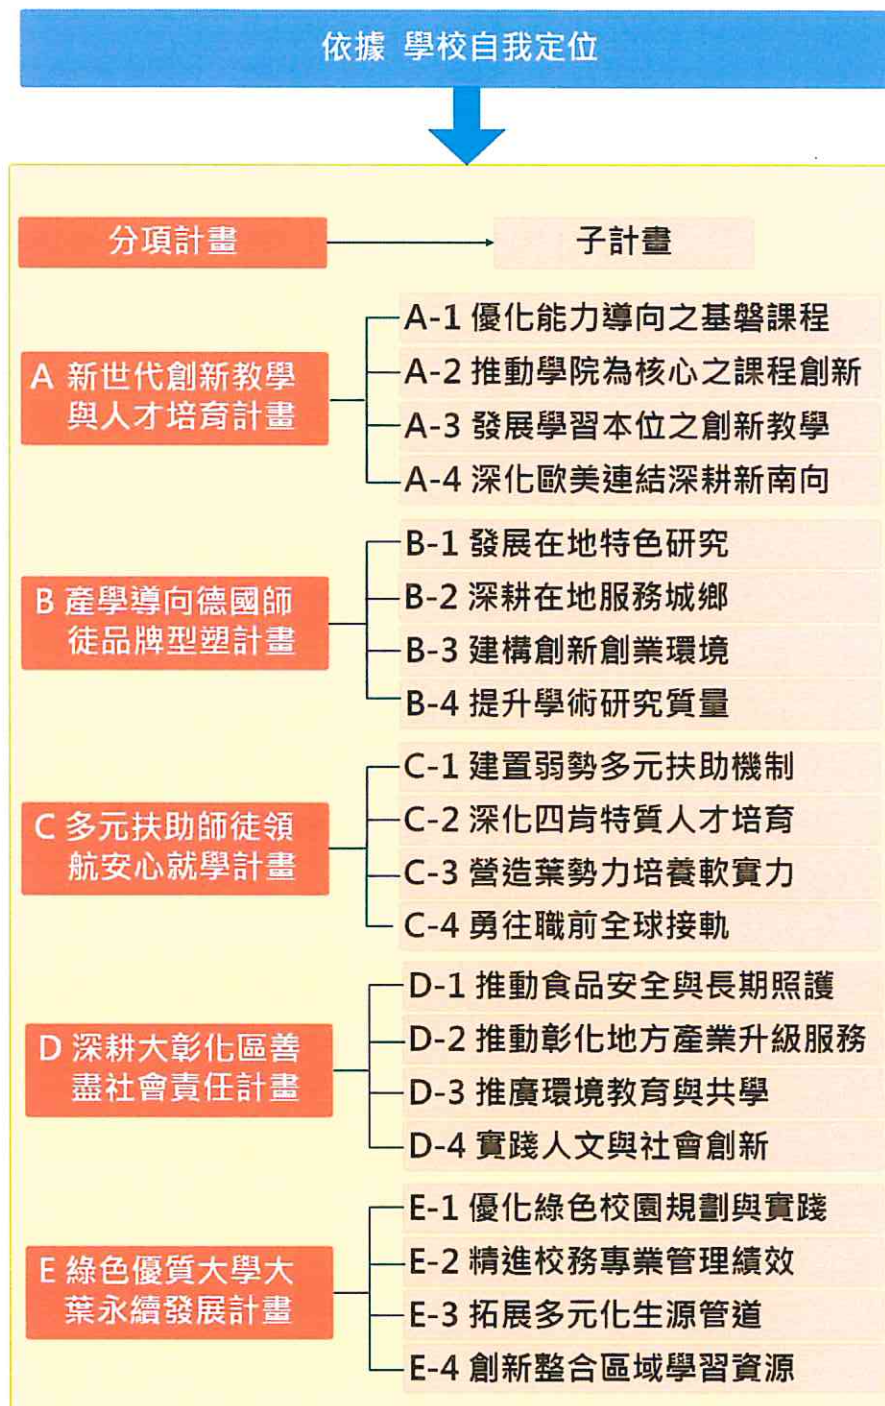 依據 學校自我定位
分項計畫
子計畫
A 新世代創新教學
與人才培育計畫
A-1 優化能力導向之基磐課程
A-2 推動學院為核心之課程創新
A-3 發展學習本位之創新教學
A-4 深化歐美連結深耕新南向
B 產學導向德國師
徒品牌型塑計畫
B-1 發展在地特色研究
B-2 深耕在地服務城鄉
B-3 建構創新創業環境
B-4 提升學術研究質量
C 多元扶助師徒領
航安心就學計畫
C-1 建置弱勢多元扶助機制
C-2 深化四肯特質人才培育
C-3 營造葉勢力培養軟實力
C-4 勇往職前全球接軌
D 深耕大彰化區善
盡社會責任計畫
D-1 推動食品安全與長期照護
D-2 推動彰化地方產業升級服務
D-3 推廣環境教育與共學
D-4 實踐人文與社會創新
E 綠色優質大學大
葉永續發展計畫
E-1 優化綠色校園規劃與實踐
E-2 精進校務專業管理績效
E-3 拓展多元化生源管道
E-4 創新整合區域學習資源